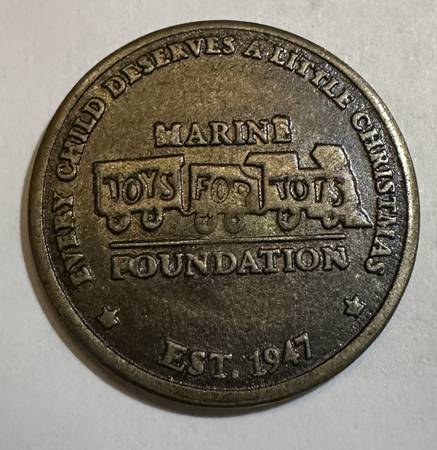 EVERY CHILD DESERVES A LITTLE CHRISTMAS
MARINE
TOYS FOR TOTS
FOUNDATION
EST. 1947